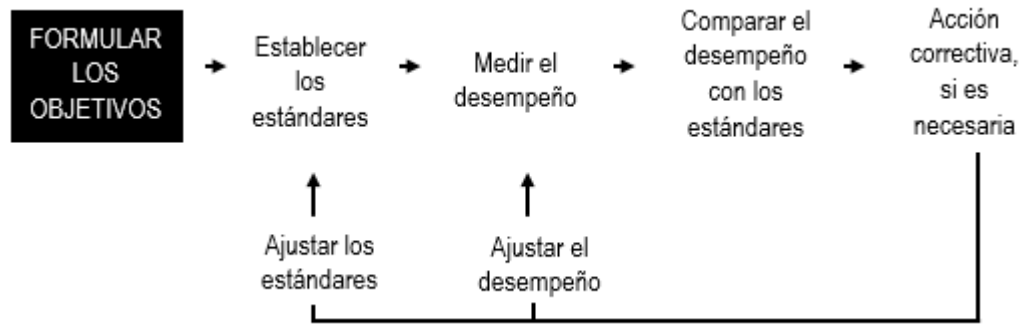 FORMULAR
LOS
OBJETIVOS
Establecer
los
estándares
Medir el
desempeño
Comparar el
desempeño
con los
estándares
Acción
correctiva,
si es
necesaria
Ajustar los
estándares
Ajustar el
desempeño